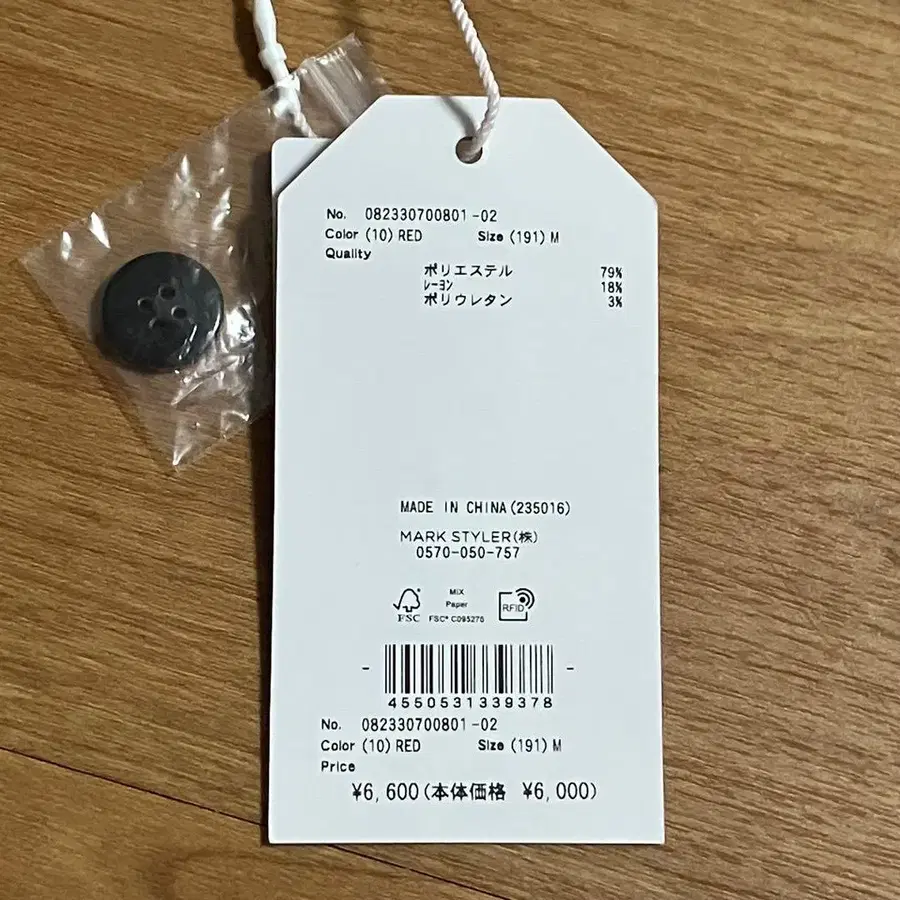 No. 082330700801-02
Color (10) RED Size (191) M
Quality
ポリエステル 79%
ﾚｰﾖﾝ 18%
ポリウレタン 3%
MADE IN CHINA(235016)
MARK STYLER(株)
0570-050-757
FSC
MIX
Paper
FSC® C095276
RFID
4550531339378
No. 082330700801-02
Color (10) RED Size (191) M
Price
¥6,600(本体価格 ¥6,000)